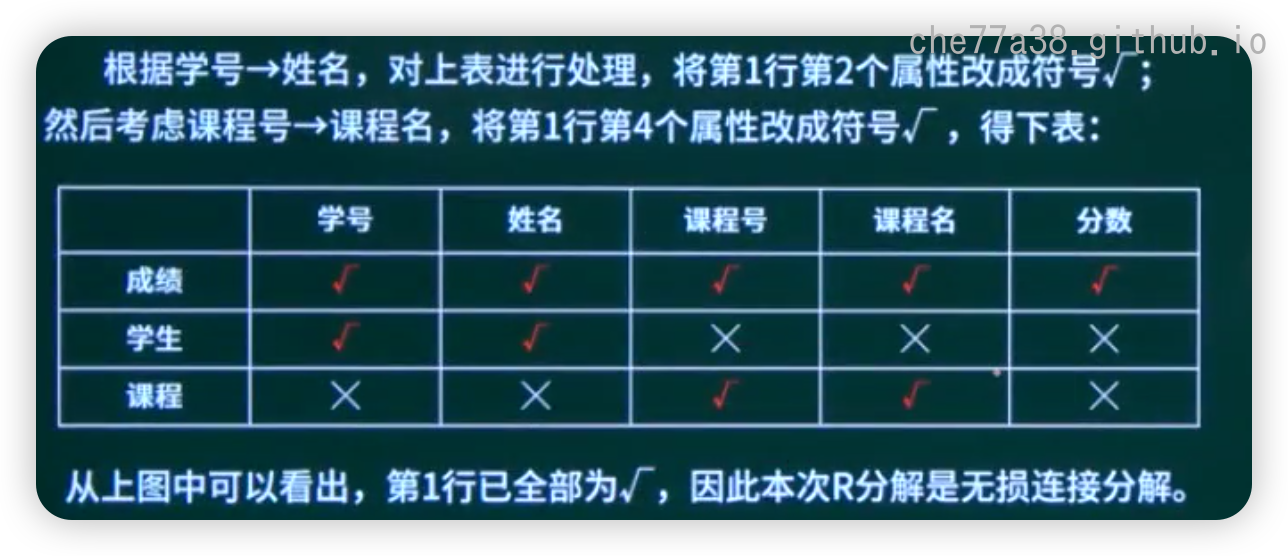 che77a38.github.io
根据学号→姓名，对上表进行处理，将第1行第2个属性改成符号√；
然后考虑课程号→课程名，将第1行第4个属性改成符号√，得下表：
学号 姓名 课程号 课程名 分数
成绩 √ √ √ √ √
学生 √ √ × × ×
课程 × × √ √ ×
从上图中可以看出，第1行已全部为√，因此本次R分解是无损连接分解。